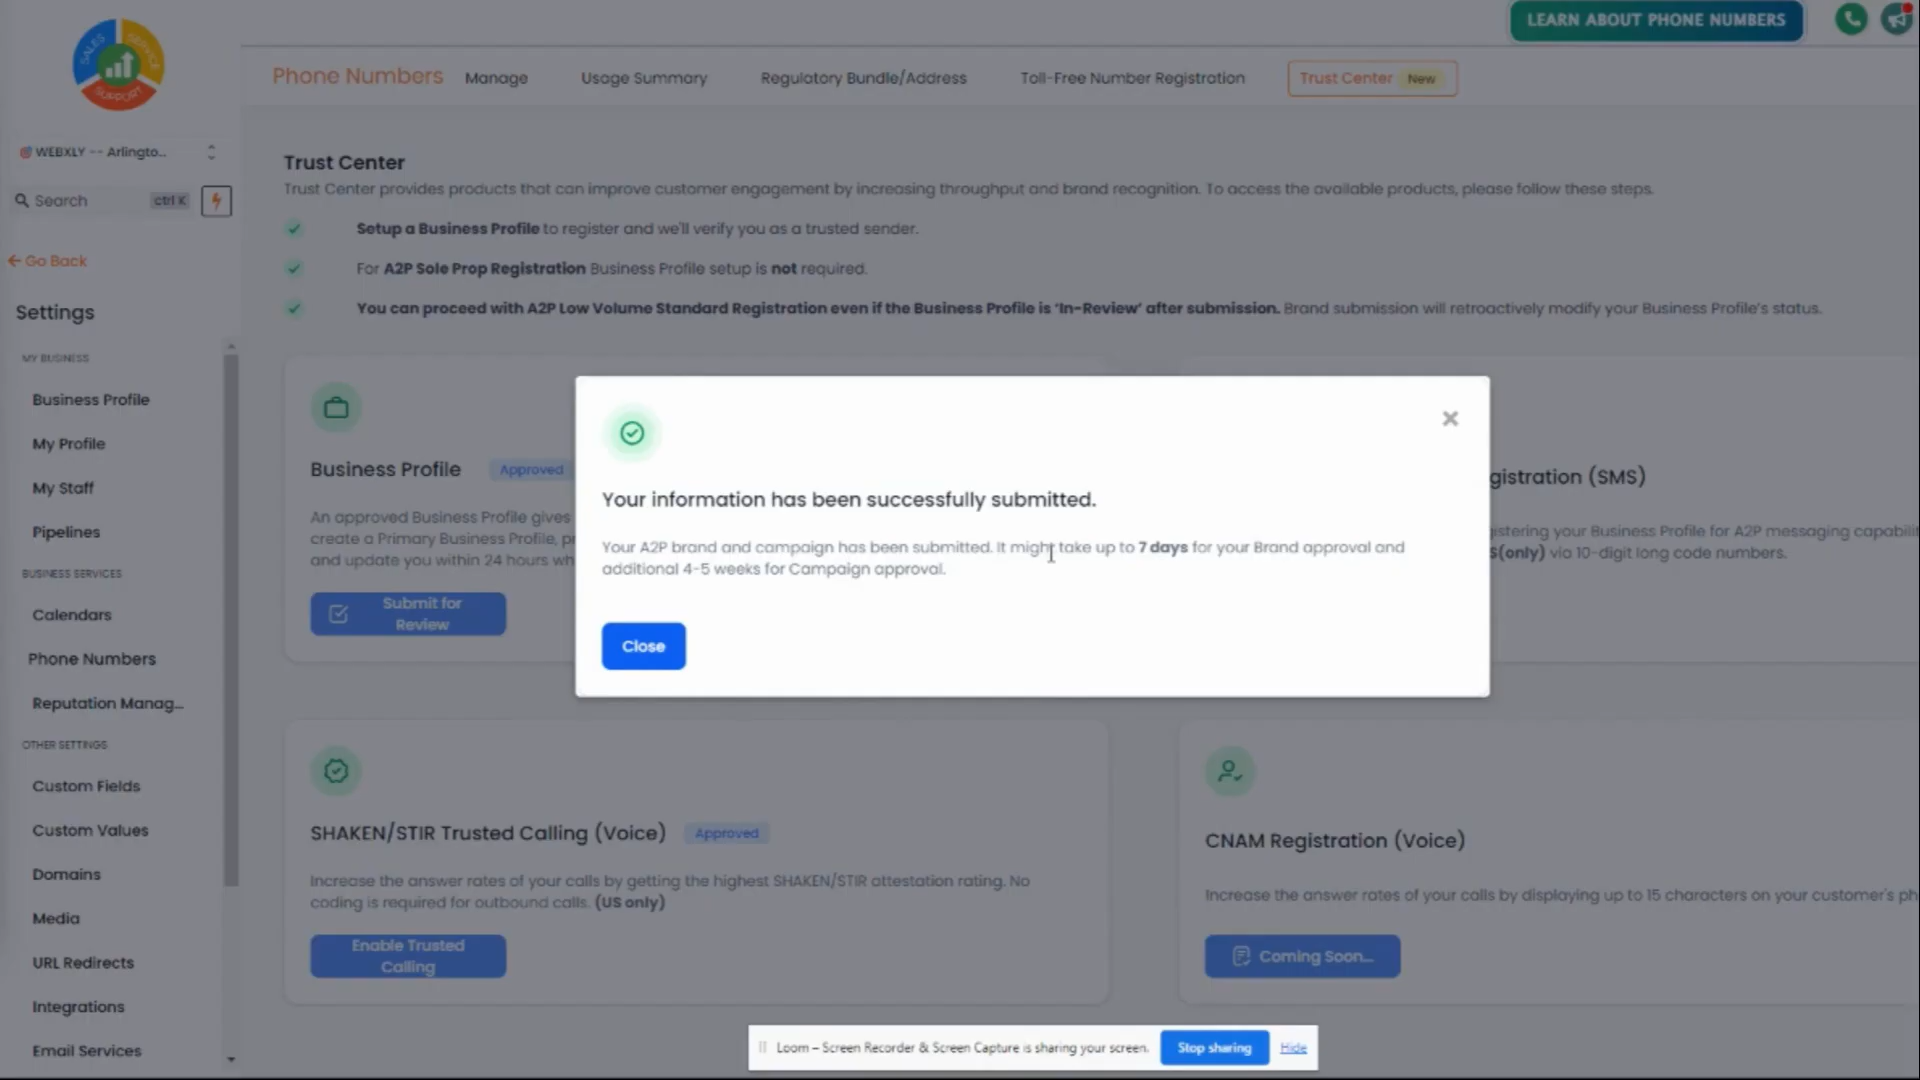 LEARN ABOUT PHONE NUMBERS
SALES
SERVICE
SUPPORT
Phone Numbers
Manage
Usage Summary
Regulatory Bundle/Address
Toll-Free Number Registration
Trust Center New
WEBXLY -- Arlingto...
Search
ctrl K
Go Back
Settings
MY BUSINESS
Business Profile
My Profile
My Staff
Pipelines
BUSINESS SERVICES
Calendars
Phone Numbers
Reputation Manag...
OTHER SETTINGS
Custom Fields
Custom Values
Domains
Media
URL Redirects
Integrations
Email Services
Trust Center
Trust Center provides products that can improve customer engagement by increasing throughput and brand recognition. To access the available products, please follow these steps.
Setup a Business Profile to register and we'll verify you as a trusted sender.
For A2P Sole Prop Registration Business Profile setup is not required.
You can proceed with A2P Low Volume Standard Registration even if the Business Profile is 'In-Review' after submission. Brand submission will retroactively modify your Business Profile's status.
Business Profile
Approved
An approved Business Profile gives
create a Primary Business Profile, pr
and update you within 24 hours wh
Submit for
Review
gistration (SMS)
gistering your Business Profile for A2P messaging capabilit
S(only) via 10-digit long code numbers.
Your information has been successfully submitted.
Your A2P brand and campaign has been submitted. It might take up to 7 days for your Brand approval and
additional 4-5 weeks for Campaign approval.
Close
SHAKEN/STIR Trusted Calling (Voice)
Approved
Increase the answer rates of your calls by getting the highest SHAKEN/STIR attestation rating. No
coding is required for outbound calls. (US only)
Enable Trusted
Calling
CNAM Registration (Voice)
Increase the answer rates of your calls by displaying up to 15 characters on your customer's ph
Coming Soon...
Loom – Screen Recorder & Screen Capture is sharing your screen.
Stop sharing
Hide